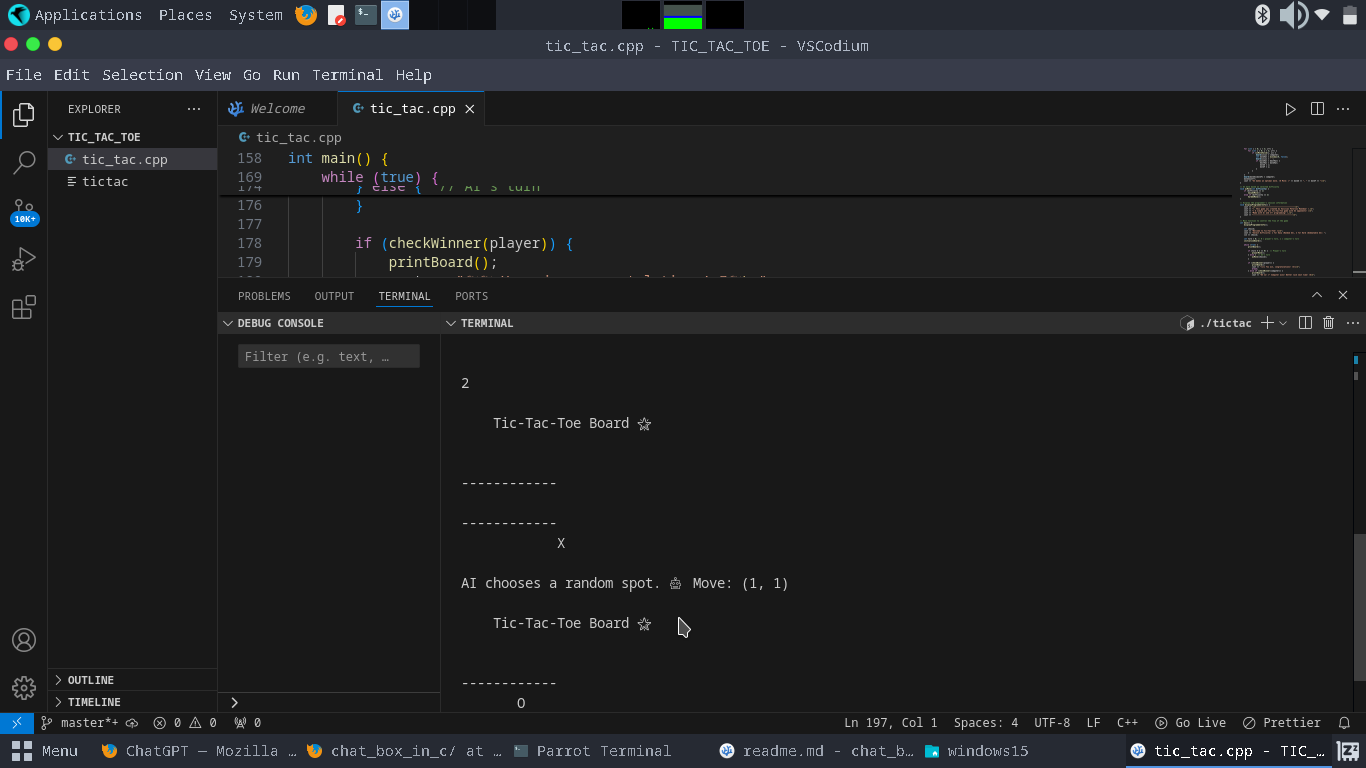 Applications Places System
tic_tac.cpp - TIC_TAC_TOE - VSCodium
File Edit Selection View Go Run Terminal Help
EXPLORER ···
Welcome
tic_tac.cpp
TIC_TAC_TOE
tic_tac.cpp
tictac
tic_tac.cpp
158 int main() {
169 while (true) {
174 } else { // AI's turn
176 }
177
178 if (checkWinner(player)) {
179 printBoard();
10K+
PROBLEMS OUTPUT TERMINAL PORTS
DEBUG CONSOLE
TERMINAL
./tictac
Filter (e.g. text, …
2
Tic-Tac-Toe Board ☆
------------
------------
X
AI chooses a random spot. 🤖 Move: (1, 1)
Tic-Tac-Toe Board ☆
------------
O
OUTLINE
TIMELINE
master*+ 0 0 0 Ln 197, Col 1 Spaces: 4 UTF-8 LF C++ Go Live Prettier
Menu ChatGPT — Mozilla … chat_box_in_c/ at … Parrot Terminal readme.md - chat_b… windows15 tic_tac.cpp - TIC_…